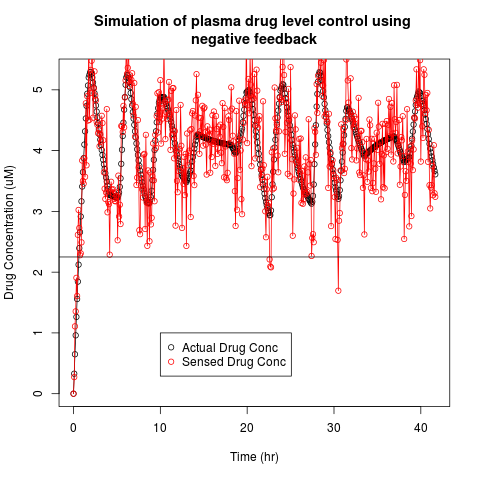 Simulation of plasma drug level control using
negative feedback
Drug Concentration (uM)
5
4
3
2
1
0
Actual Drug Conc
Sensed Drug Conc
0 10 20 30 40
Time (hr)